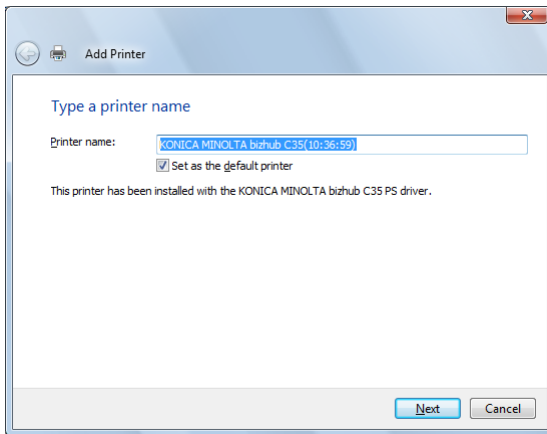 Add Printer
Type a printer name
Printer name: KONICA MINOLTA bizhub C35(10:36:59)
Set as the default printer
This printer has been installed with the KONICA MINOLTA bizhub C35 PS driver.
Next Cancel